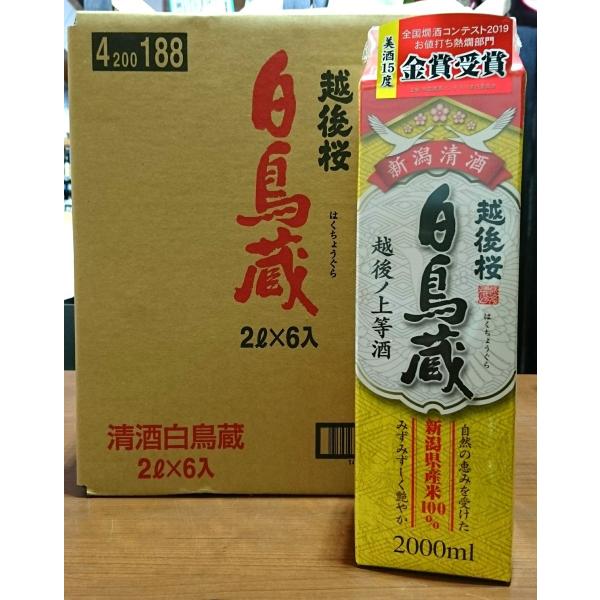 4200188
越後桜
白鳥蔵
はくちょうぐら
2ℓ×6入
清酒白鳥蔵
2ℓ×6入
美酒15度
全国燗酒コンテスト2019
お値打ち熱燗部門
金賞受賞
新潟清酒
越後桜
白鳥蔵
はくちょうぐら
越後ノ上等酒
自然の恵みを受けた
新潟県産米100%
みずみずしく艶やか
2000ml